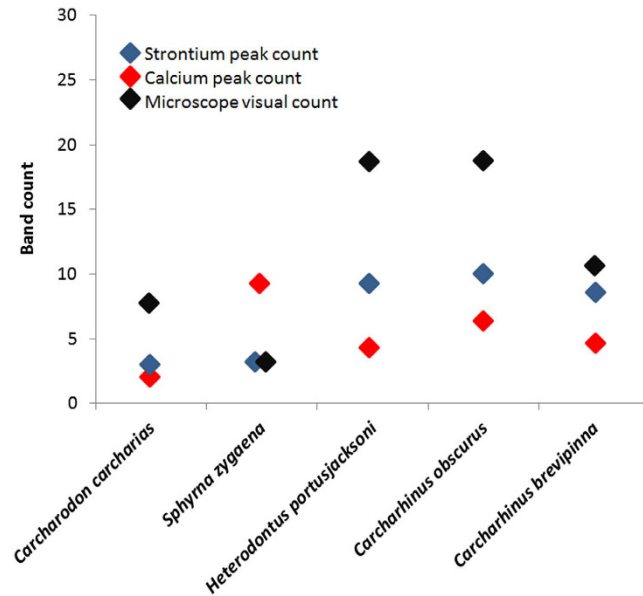 30
25
20
15
10
5
0
Band count
Strontium peak count
Calcium peak count
Microscope visual count
Carcharodon carcharias
Sphyrna zygaena
Heterodontus portusjacksoni
Carcharhinus obscurus
Carcharhinus brevipinna